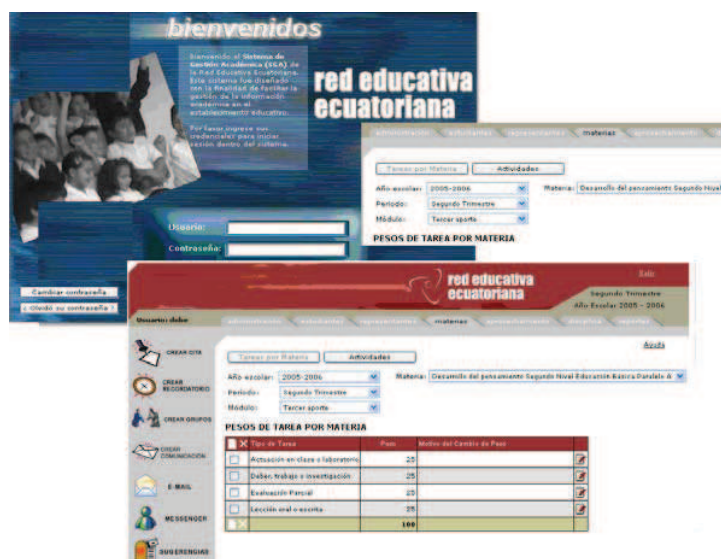 bienvenidos
Bienvenido al Sistema de
Gestión Académica (SGA) de
la Red Educativa Ecuatoriana.
Este sistema fue diseñado
con la finalidad de facilitar la
gestión de la información
académica en el
establecimiento educativo.
Por favor ingrese sus
credenciales para iniciar
sesión dentro del sistema.
red educativa
ecuatoriana
Usuario:
Contraseña:
Cambiar contraseña
¿ Olvidó su contraseña ?
administración estudiantes representantes materias
Tareas por Materia Actividades
Año escolar: 2005-2006 Materia: Desarrollo del pensamiento Segundo Nivel
Período: Segundo Trimestre
Módulo: Tercer aporte
PESOS DE TAREA POR MATERIA
red educativa
ecuatoriana
Salir
Segundo Trimestre
Año Escolar 2005 - 2006
Usuario: debe
estudiantes representantes materias
Ayuda
CREAR CITA
CREAR
RECORDATORIO
CREAR GRUPOS
CREAR
COMUNICACIÓN
E-MAIL
MESSENGER
SUGERENCIAS
Tareas por Materia Actividades
Año escolar: 2005-2006 Materia: Desarrollo del pensamiento Segundo Nivel Educación Básica Paralelo A
Período: Segundo Trimestre
Módulo: Tercer aporte
PESOS DE TAREA POR MATERIA
Tipo de Tarea Peso Motivo del Cambio de Peso
Actuación en clase o laboratorio 25
Deber, trabajo o investigación 25
Evaluación Parcial 25
Lección oral o escrita 25
100